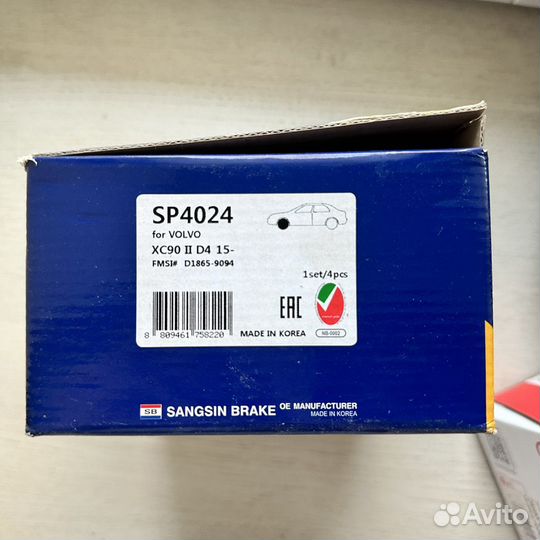 SP4024
for VOLVO
XC90 II D4 15-
FMSI# D1865-9094
1set/4pcs
EAC
8 809461 758220
MADE IN KOREA
NB-0002
SB SANGSIN BRAKE OE MANUFACTURER
MADE IN KOREA
Avito